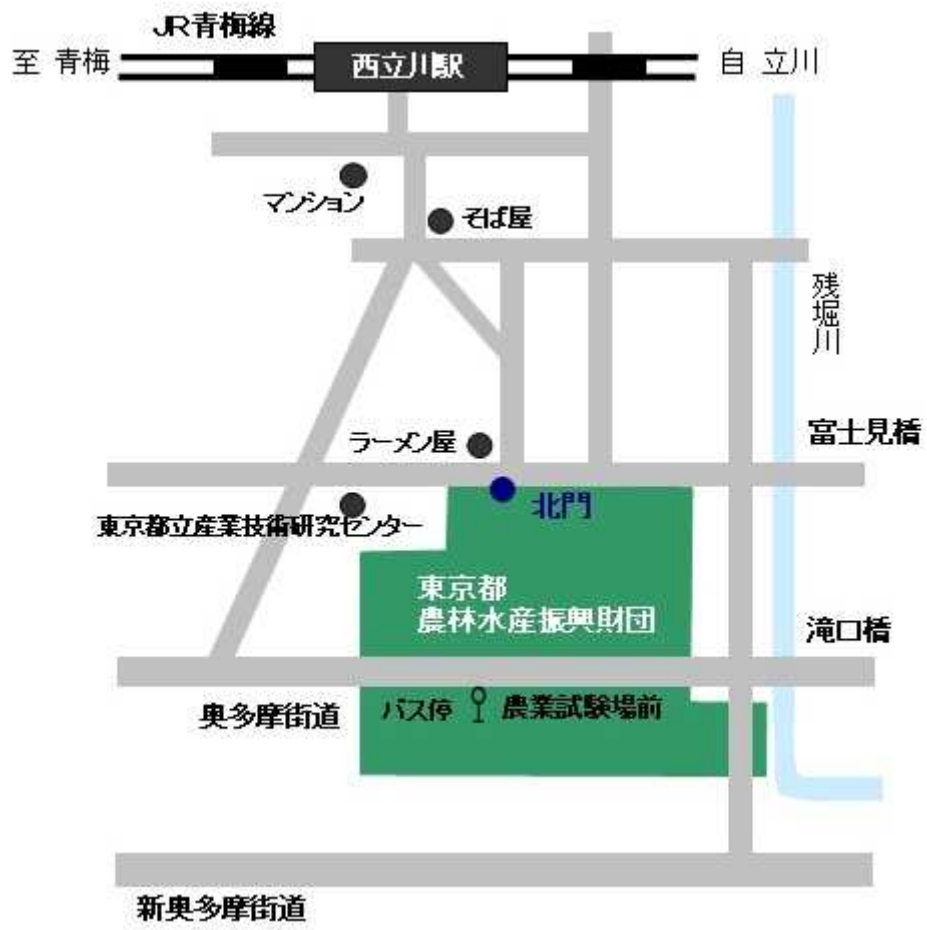 JR青梅線
至 青梅
西立川駅
自 立川
マンション
そば屋
残堀川
富士見橋
ラーメン屋
北門
東京都立産業技術研究センター
東京都
農林水産振興財団
滝口橋
奥多摩街道
バス停
農業試験場前
新奥多摩街道